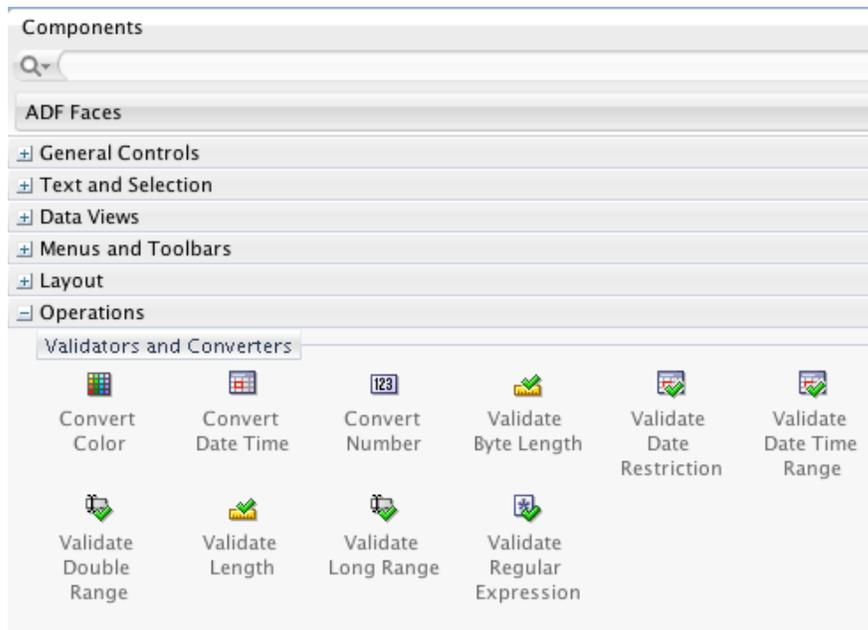 Components
ADF Faces
General Controls
Text and Selection
Data Views
Menus and Toolbars
Layout
Operations
Validators and Converters
123
Convert Color
Convert Date Time
Convert Number
Validate Byte Length
Validate Date Restriction
Validate Date Time Range
Validate Double Range
Validate Length
Validate Long Range
Validate Regular Expression